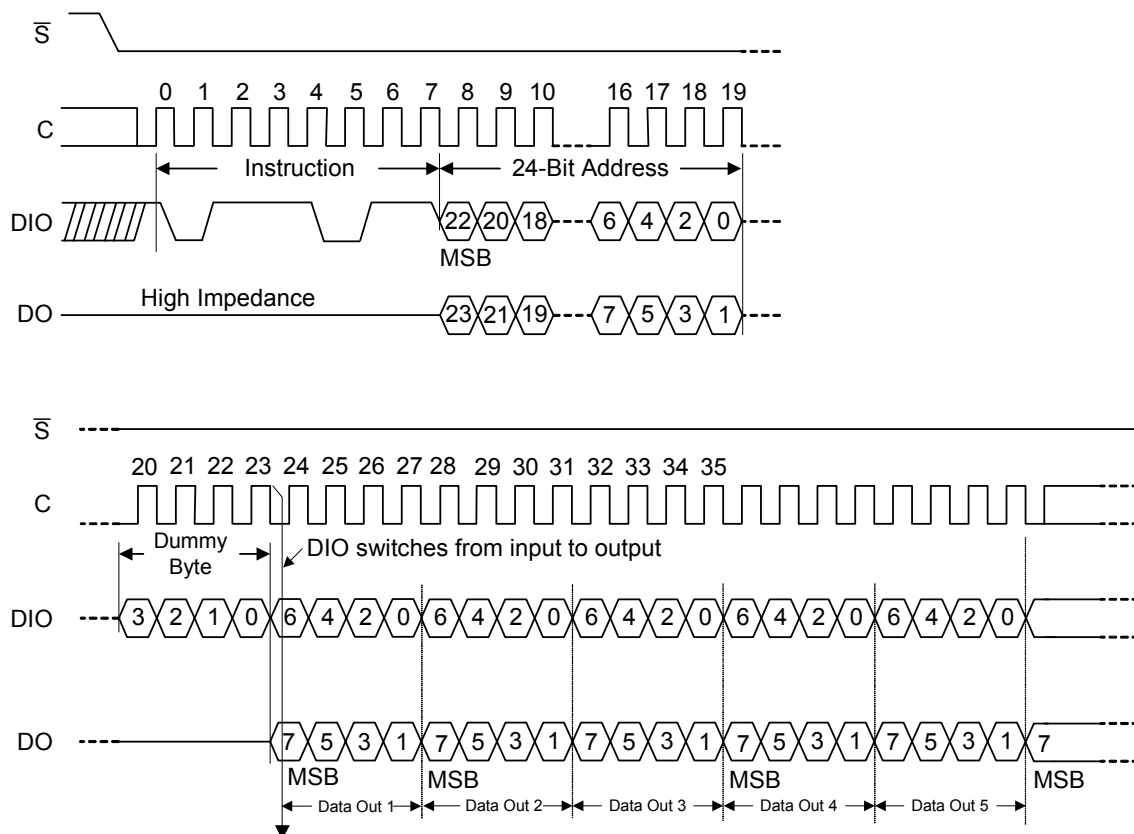 S
0 1 2 3 4 5 6 7 8 9 10 16 17 18 19
C
Instruction 24-Bit Address
DIO 22 20 18 6 4 2 0
MSB
High Impedance
DO 23 21 19 7 5 3 1
S
20 21 22 23 24 25 26 27 28 29 30 31 32 33 34 35
C
Dummy
Byte
DIO switches from input to output
DIO 3 2 1 0 6 4 2 0 6 4 2 0 6 4 2 0 6 4 2 0 6 4 2 0
DO 7 5 3 1 7 5 3 1 7 5 3 1 7 5 3 1 7 5 3 1 7
MSB MSB MSB MSB
Data Out 1 Data Out 2 Data Out 3 Data Out 4 Data Out 5